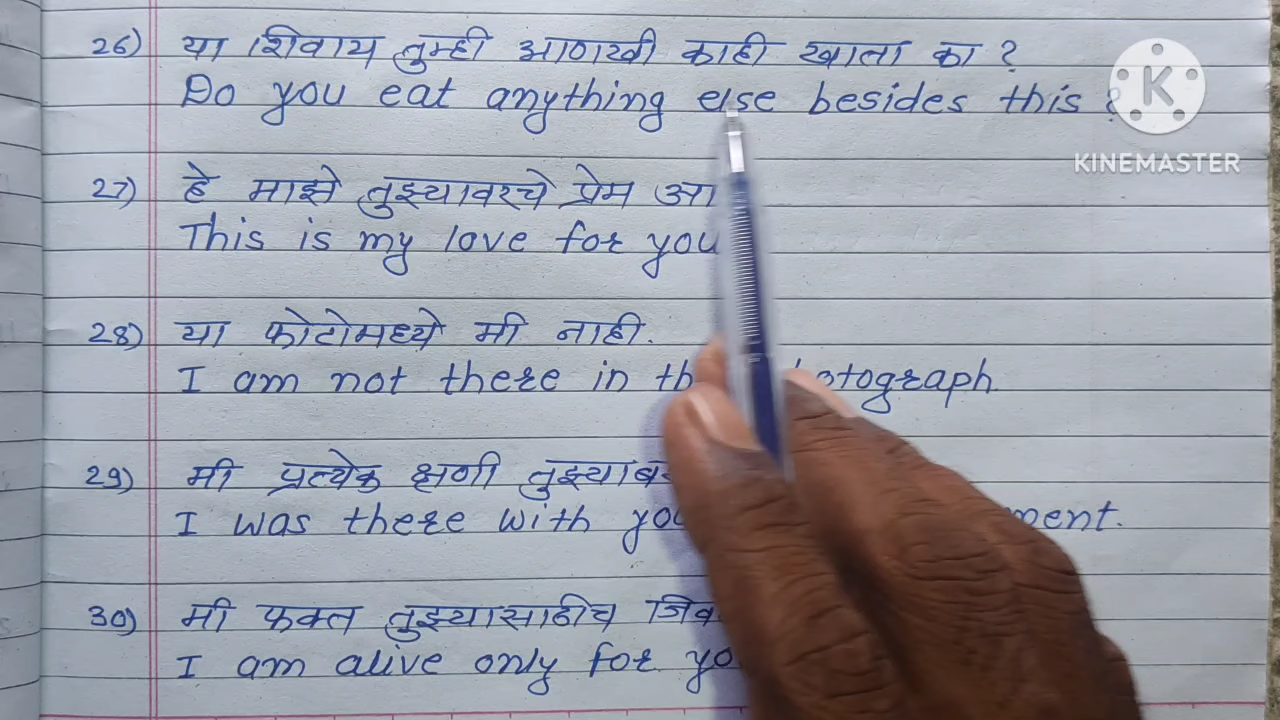 26) या शिवाय तुम्ही आणखी काही खाता का ?
Do you eat anything else besides this ?
KINEMASTER
27) हे माझे तुझ्यावरचे प्रेम
This is my love for you
28) या फोटोमध्ये मी नाही.
I am not there in photograph.
29) मी प्रत्येक क्षणी
I was there with
30) मी फक्त तुझ्यासाठीच
I am alive only for